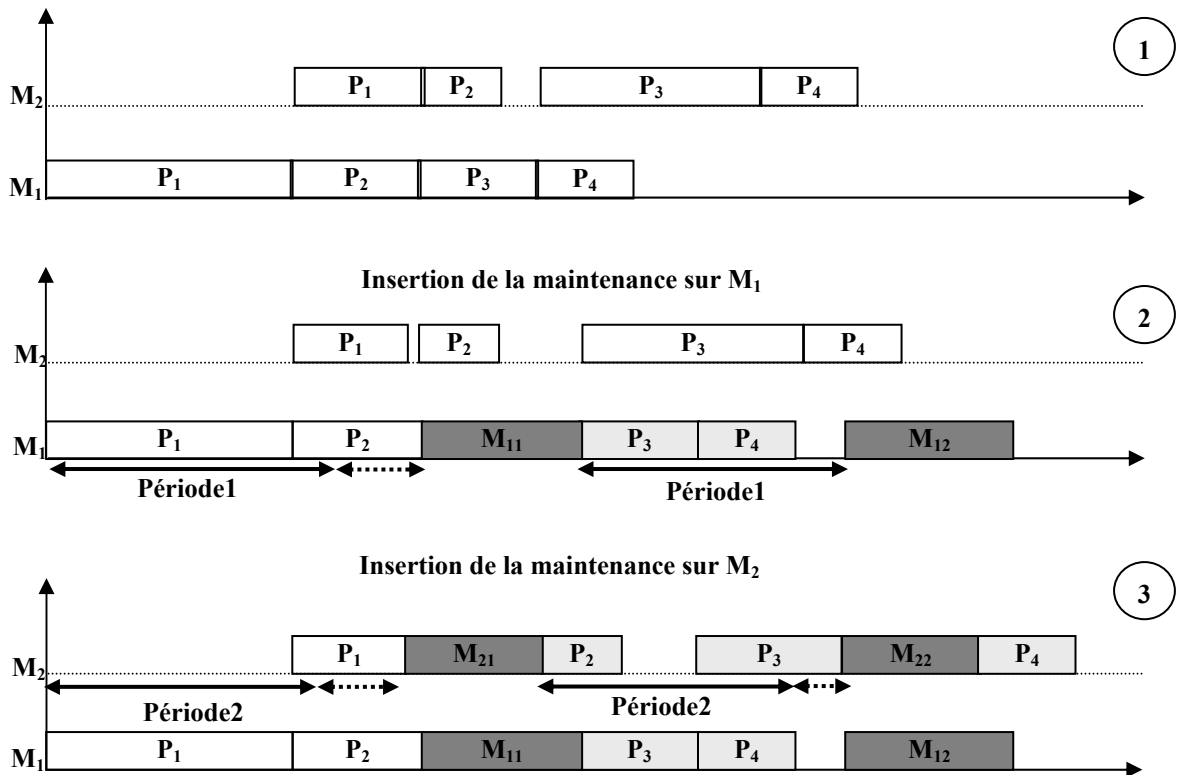 1
P1 P2 P3 P4
M2
P1 P2 P3 P4
M1
Insertion de la maintenance sur M1
2
P1 P2 P3 P4
M2
P1 P2 M11 P3 P4 M12
M1
Période1 Période1
Insertion de la maintenance sur M2
3
P1 M21 P2 P3 M22 P4
M2
Période2 Période2
P1 P2 M11 P3 P4 M12
M1